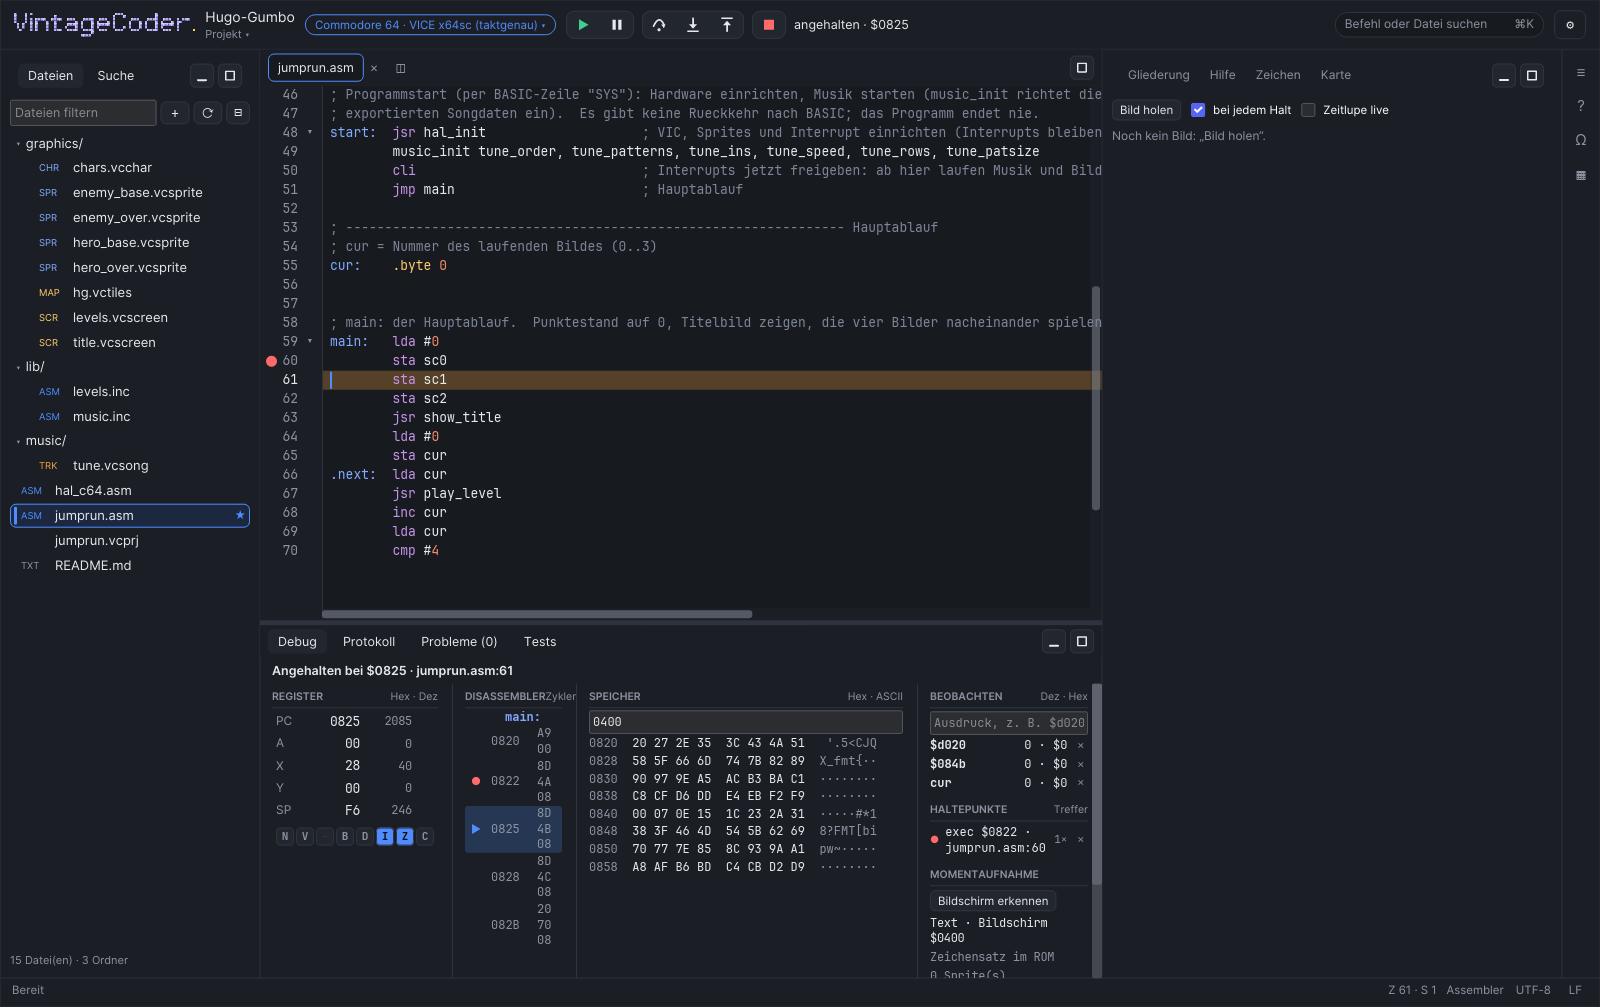 VintageCoder.
Hugo-Gumbo
Projekt
Commodore 64 · VICE x64sc (taktgenau)
angehalten · $0825
Befehl oder Datei suchen ⌘K
Dateien Suche
Dateien filtern
graphics/
CHR chars.vcchar
SPR enemy_base.vcsprite
SPR enemy_over.vcsprite
SPR hero_base.vcsprite
SPR hero_over.vcsprite
MAP hg.vctiles
SCR levels.vcscreen
SCR title.vcscreen
lib/
ASM levels.inc
ASM music.inc
music/
TRK tune.vcsong
ASM hal_c64.asm
ASM jumprun.asm ★
jumprun.vcprj
TXT README.md
15 Datei(en) · 3 Ordner
jumprun.asm ×
46 ; Programmstart (per BASIC-Zeile "SYS"): Hardware einrichten, Musik starten (music_init richtet die
47 ; exportierten Songdaten ein). Es gibt keine Rueckkehr nach BASIC; das Programm endet nie.
48 start: jsr hal_init ; VIC, Sprites und Interrupt einrichten (Interrupts bleiben
49 music_init tune_order, tune_patterns, tune_ins, tune_speed, tune_rows, tune_patsize
50 cli ; Interrupts jetzt freigeben: ab hier laufen Musik und Bild
51 jmp main ; Hauptablauf
52
53 ; ---------------------------------------------------------------- Hauptablauf
54 ; cur = Nummer des laufenden Bildes (0..3)
55 cur: .byte 0
56
57
58 ; main: der Hauptablauf. Punktestand auf 0, Titelbild zeigen, die vier Bilder nacheinander spielen
59 main: lda #0
60 sta sc0
61 sta sc1
62 sta sc2
63 jsr show_title
64 lda #0
65 sta cur
66 .next: lda cur
67 jsr play_level
68 inc cur
69 lda cur
70 cmp #4
Debug Protokoll Probleme (0) Tests
Angehalten bei $0825 · jumprun.asm:61
REGISTER Hex · Dez
PC 0825 2085
A 00 0
X 28 40
Y 00 0
SP F6 246
N V - B D I Z C
DISASSEMBLER Zykler
main:
0820 A9
00
0822 8D
4A
08
0825 8D
4B
08
0828 8D
4C
08
082B 20
70
08
SPEICHER Hex · ASCII
0400
0820 20 27 2E 35 3C 43 4A 51 '.5<CJQ
0828 58 5F 66 6D 74 7B 82 89 X_fmt{··
0830 90 97 9E A5 AC B3 BA C1 ········
0838 C8 CF D6 DD E4 EB F2 F9 ········
0840 00 07 0E 15 1C 23 2A 31 ·····#*1
0848 38 3F 46 4D 54 5B 62 69 8?FMT[bi
0850 70 77 7E 85 8C 93 9A A1 pw~·····
0858 A8 AF B6 BD C4 CB D2 D9 ········
BEOBACHTEN Dez · Hex
Ausdruck, z. B. $d020
$d020 0 · $0 ×
$084b 0 · $0 ×
cur 0 · $0 ×
HALTEPUNKTE Treffer
exec $0822 · 1× ×
jumprun.asm:60
MOMENTAUFNAHME
Bildschirm erkennen
Text · Bildschirm
$0400
Zeichensatz im ROM
0 Sprite(s)
Gliederung Hilfe Zeichen Karte
Bild holen bei jedem Halt Zeitlupe live
Noch kein Bild: „Bild holen“.
?
Ω
Bereit
Z 61 · S 1 Assembler UTF-8 LF